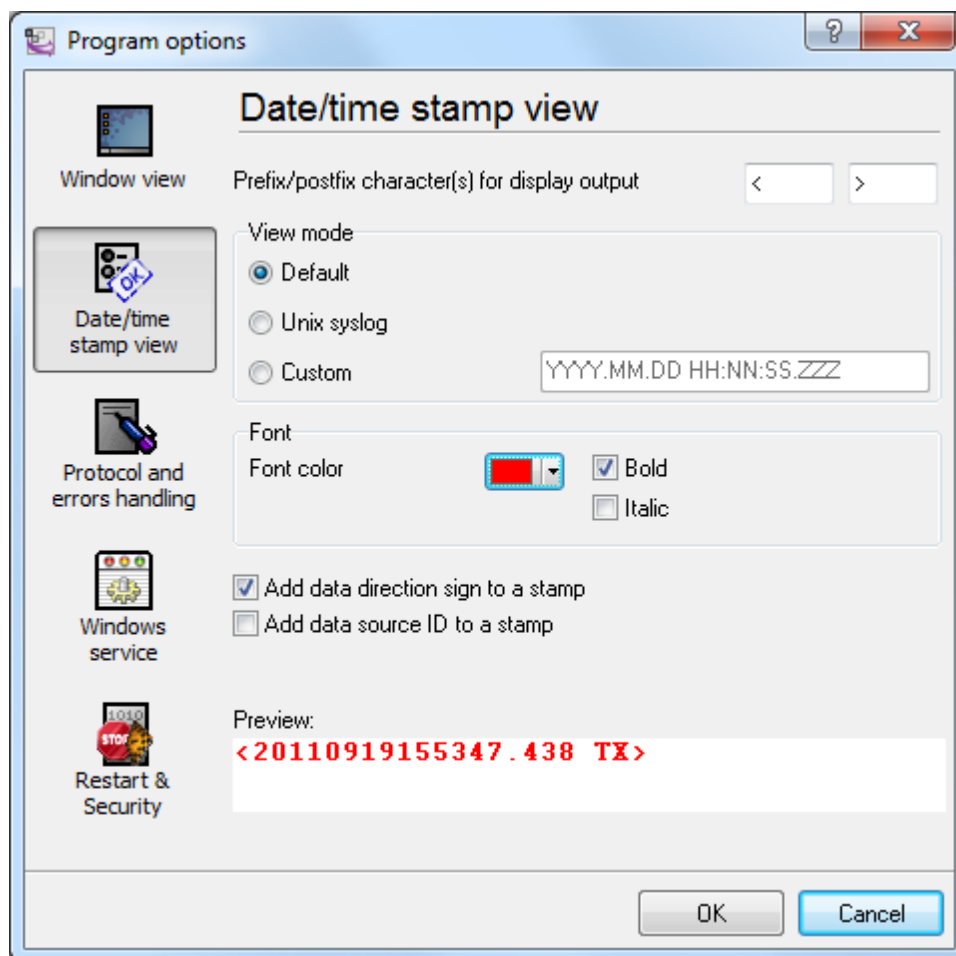 Program options
Window view
Date/time
stamp view
Protocol and
errors handling
Windows
service
1010
STOP
Restart &
Security
Date/time stamp view
Prefix/postfix character(s) for display output
< >
View mode
Default
Unix syslog
Custom YYYY.MM.DD HH:NN:SS.ZZZ
Font
Font color
Bold
Italic
Add data direction sign to a stamp
Add data source ID to a stamp
Preview:
<20110919155347.438 TX>
OK Cancel